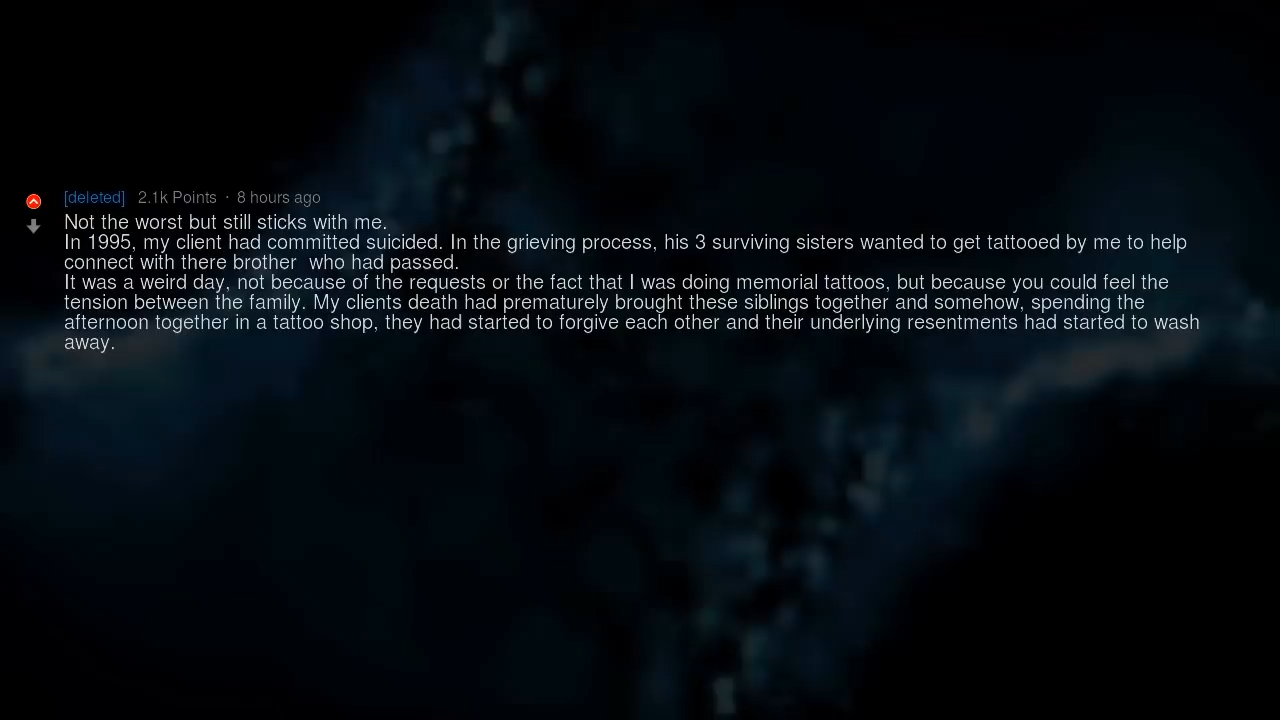 [deleted] 2.1k Points · 8 hours ago
Not the worst but still sticks with me.
In 1995, my client had committed suicided. In the grieving process, his 3 surviving sisters wanted to get tattooed by me to help
connect with there brother  who had passed.
It was a weird day, not because of the requests or the fact that I was doing memorial tattoos, but because you could feel the
tension between the family. My clients death had prematurely brought these siblings together and somehow, spending the
afternoon together in a tattoo shop, they had started to forgive each other and their underlying resentments had started to wash
away.